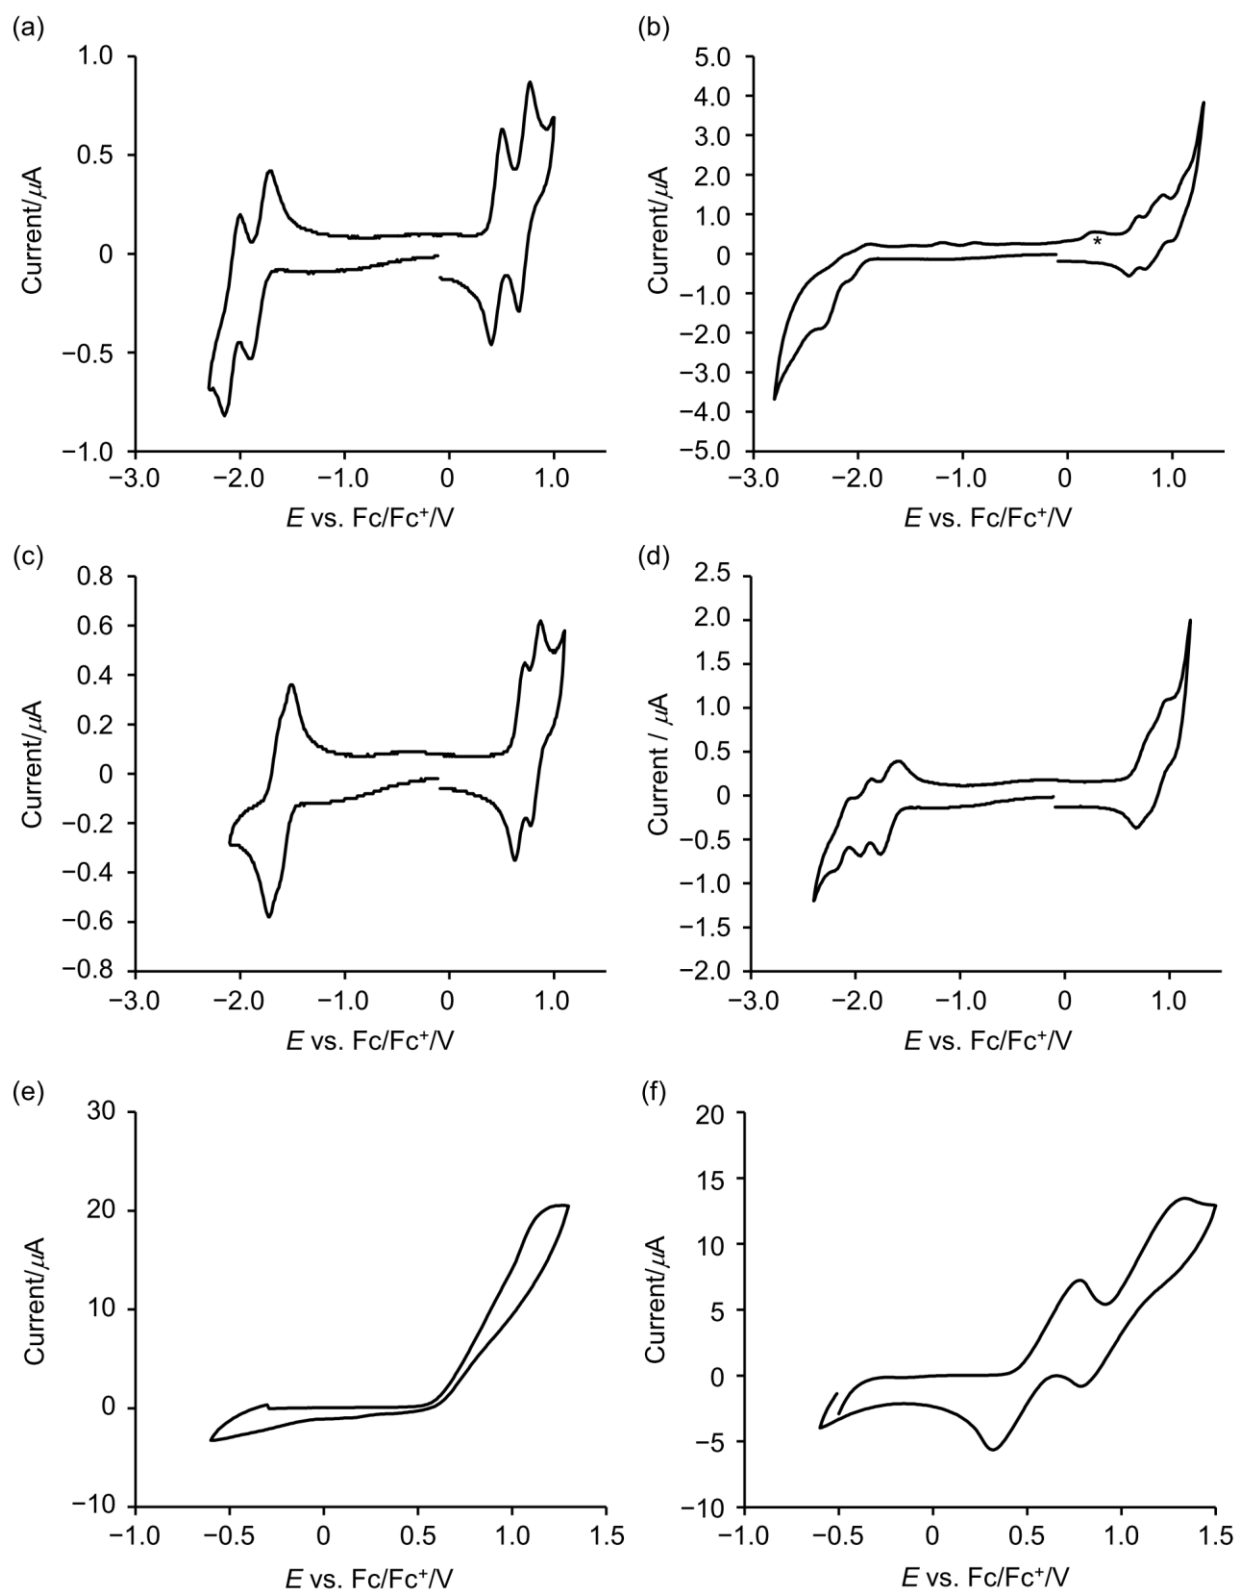 (a)
1.0
0.5
0
−0.5
−1.0
Current/μA
−3.0 −2.0 −1.0 0 1.0
E vs. Fc/Fc⁺/V
(b)
5.0
4.0
3.0
2.0
1.0
0
−1.0
−2.0
−3.0
−4.0
−5.0
Current/μA
*
−3.0 −2.0 −1.0 0 1.0
E vs. Fc/Fc⁺/V
(c)
0.8
0.6
0.4
0.2
0
−0.2
−0.4
−0.6
−0.8
Current/μA
−3.0 −2.0 −1.0 0 1.0
E vs. Fc/Fc⁺/V
(d)
2.5
2.0
1.5
1.0
0.5
0
−0.5
−1.0
−1.5
−2.0
Current / μA
−3.0 −2.0 −1.0 0 1.0
E vs. Fc/Fc⁺/V
(e)
30
20
10
0
−10
Current/μA
−1.0 −0.5 0 0.6 1.0 1.5
E vs. Fc/Fc⁺/V
(f)
20
15
10
5
0
−5
−10
Current/μA
−1.0 −0.5 0 0.5 1.0 1.5
E vs. Fc/Fc⁺/V